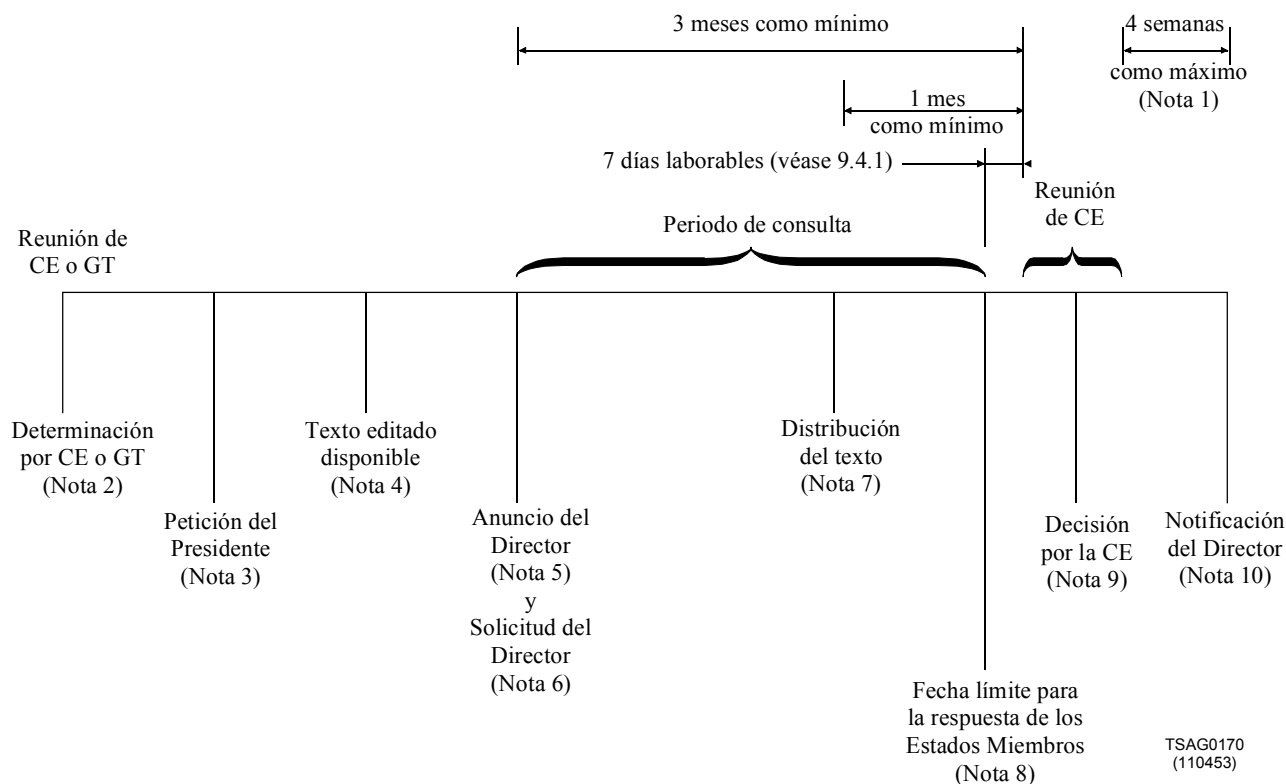 3 meses como mínimo
4 semanas
como máximo
(Nota 1)
1 mes
como mínimo
7 días laborables (véase 9.4.1)
Reunión
de CE
Periodo de consulta
Reunión de
CE o GT
Determinación
por CE o GT
(Nota 2)
Petición del
Presidente
(Nota 3)
Texto editado
disponible
(Nota 4)
Anuncio del
Director
(Nota 5)
y
Solicitud del
Director
(Nota 6)
Distribución
del texto
(Nota 7)
Fecha límite para
la respuesta de los
Estados Miembros
(Nota 8)
Decisión
por la CE
(Nota 9)
Notificación
del Director
(Nota 10)
TSAG0170
(110453)